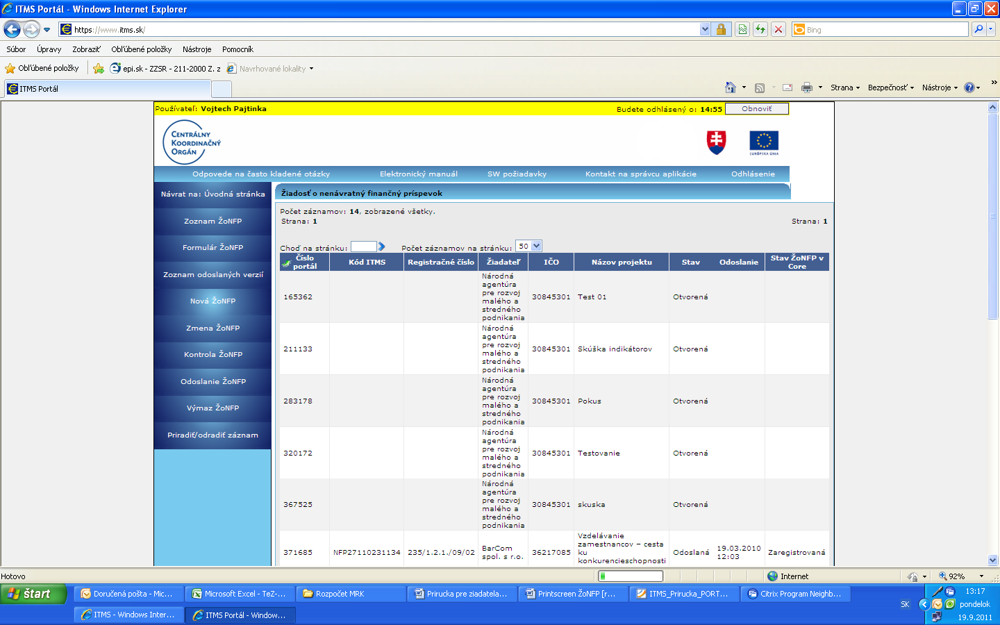 ITMS Portál - Windows Internet Explorer
https://www.itms.sk/
Bing
Súbor Úpravy Zobraziť Obľúbené položky Nástroje Pomocník
Obľúbené položky epi.sk - ZZSR - 211-2000 Z. z Navrhované lokality
ITMS Portál
Strana Bezpečnosť Nástroje
Používateľ: Vojtech Pajtinka
Budete odhlásený o: 14:55 Obnoviť
CENTRÁLNY
KOORDINAČNÝ
ORGÁN
EURÓPSKA ÚNIA
Odpovede na často kladené otázky Elektronický manuál SW požiadavky Kontakt na správcu aplikácie Odhlásenie
Návrat na: Úvodná stránka
Zoznam ŽoNFP
Formulár ŽoNFP
Zoznam odoslaných verzií
Nová ŽoNFP
Zmena ŽoNFP
Kontrola ŽoNFP
Odoslanie ŽoNFP
Výmaz ŽoNFP
Priradiť/odradiť záznam
Žiadosť o nenávratný finančný príspevok
Počet záznamov: 14, zobrazené všetky.
Strana: 1 Strana: 1
Choď na stránku: Počet záznamov na stránku: 50
Číslo portál Kód ITMS Registračné číslo Žiadateľ IČO Názov projektu Stav Odoslanie Stav ŽoNFP v Core
165362 Národná agentúra pre rozvoj malého a stredného podnikania 30845301 Test 01 Otvorená
211133 Národná agentúra pre rozvoj malého a stredného podnikania 30845301 Skúška indikátorov Otvorená
283178 Národná agentúra pre rozvoj malého a stredného podnikania 30845301 Pokus Otvorená
320172 Národná agentúra pre rozvoj malého a stredného podnikania 30845301 Testovanie Otvorená
367525 Národná agentúra pre rozvoj malého a stredného podnikania 30845301 skuska Otvorená
371685 NFP27110231134 235/1.2.1./09/02 BarCom spol. s r.o. 36217085 Vzdelávanie zamestnancov – cesta ku konkurencieschopnosti Odoslaná 19.03.2010 12:03 Zaregistrovaná
Hotovo Internet 92%
štart Doručená pošta - Mic... Microsoft Excel - TeZ-... Rozpočet MRK Prirucka pre ziadatela... Printscreen ŽoNFP [r... ITMS_Prirucka_PORT... Citrix Program Neighb...
ITMS - Windows Inter... ITMS Portál - Window...
SK
13:17
pondelok
19.9.2011